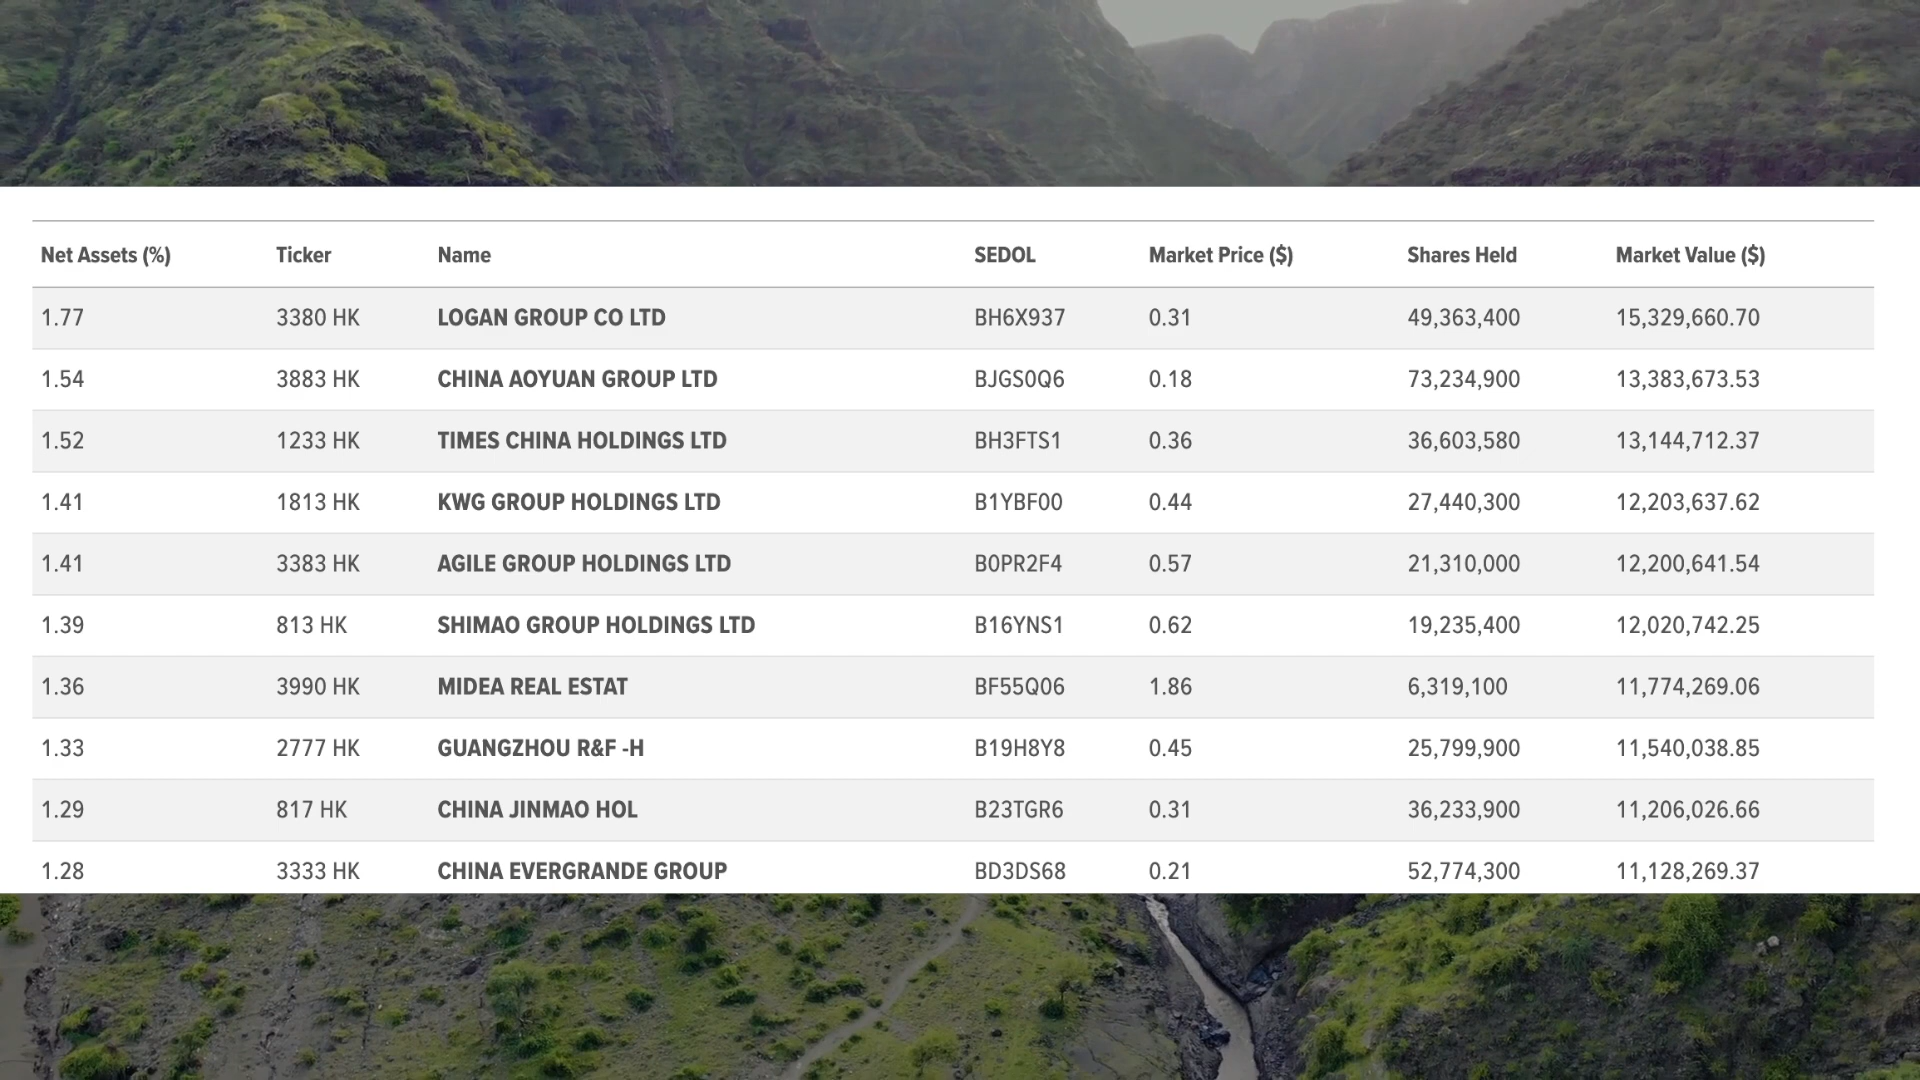 Net Assets (%) Ticker Name SEDOL Market Price ($) Shares Held Market Value ($)
1.77 3380 HK LOGAN GROUP CO LTD BH6X937 0.31 49,363,400 15,329,660.70
1.54 3883 HK CHINA AOYUAN GROUP LTD BJGS0Q6 0.18 73,234,900 13,383,673.53
1.52 1233 HK TIMES CHINA HOLDINGS LTD BH3FTS1 0.36 36,603,580 13,144,712.37
1.41 1813 HK KWG GROUP HOLDINGS LTD B1YBF00 0.44 27,440,300 12,203,637.62
1.41 3383 HK AGILE GROUP HOLDINGS LTD B0PR2F4 0.57 21,310,000 12,200,641.54
1.39 813 HK SHIMAO GROUP HOLDINGS LTD B16YNS1 0.62 19,235,400 12,020,742.25
1.36 3990 HK MIDEA REAL ESTAT BF55Q06 1.86 6,319,100 11,774,269.06
1.33 2777 HK GUANGZHOU R&F -H B19H8Y8 0.45 25,799,900 11,540,038.85
1.29 817 HK CHINA JINMAO HOL B23TGR6 0.31 36,233,900 11,206,026.66
1.28 3333 HK CHINA EVERGRANDE GROUP BD3DS68 0.21 52,774,300 11,128,269.37